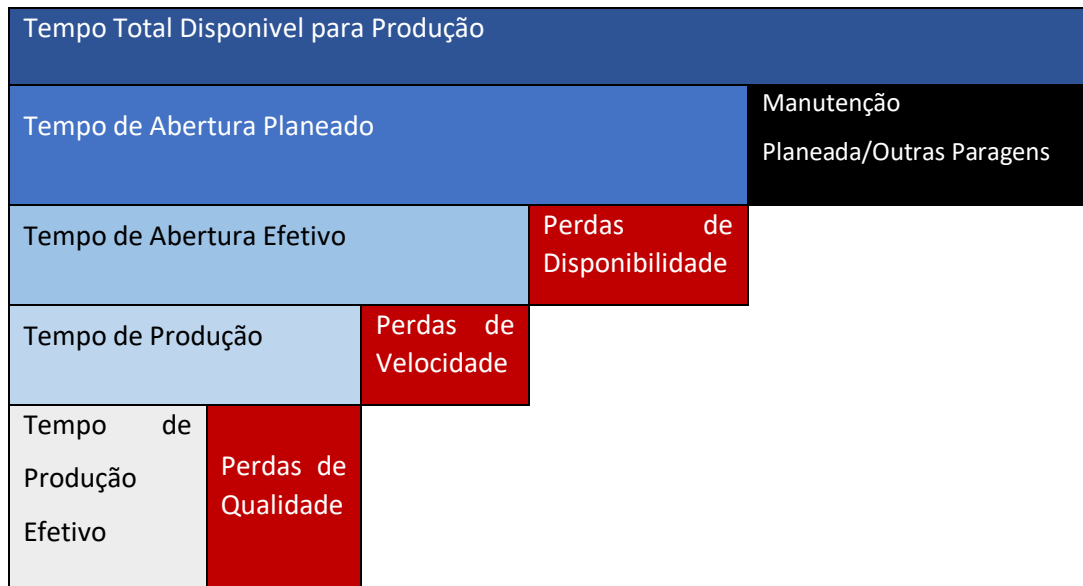 Tempo Total Disponivel para Produção
Tempo de Abertura Planeado
Manutenção
Planeada/Outras Paragens
Tempo de Abertura Efetivo
Perdas de
Disponibilidade
Tempo de Produção
Perdas de
Velocidade
Tempo de
Produção
Efetivo
Perdas de
Qualidade